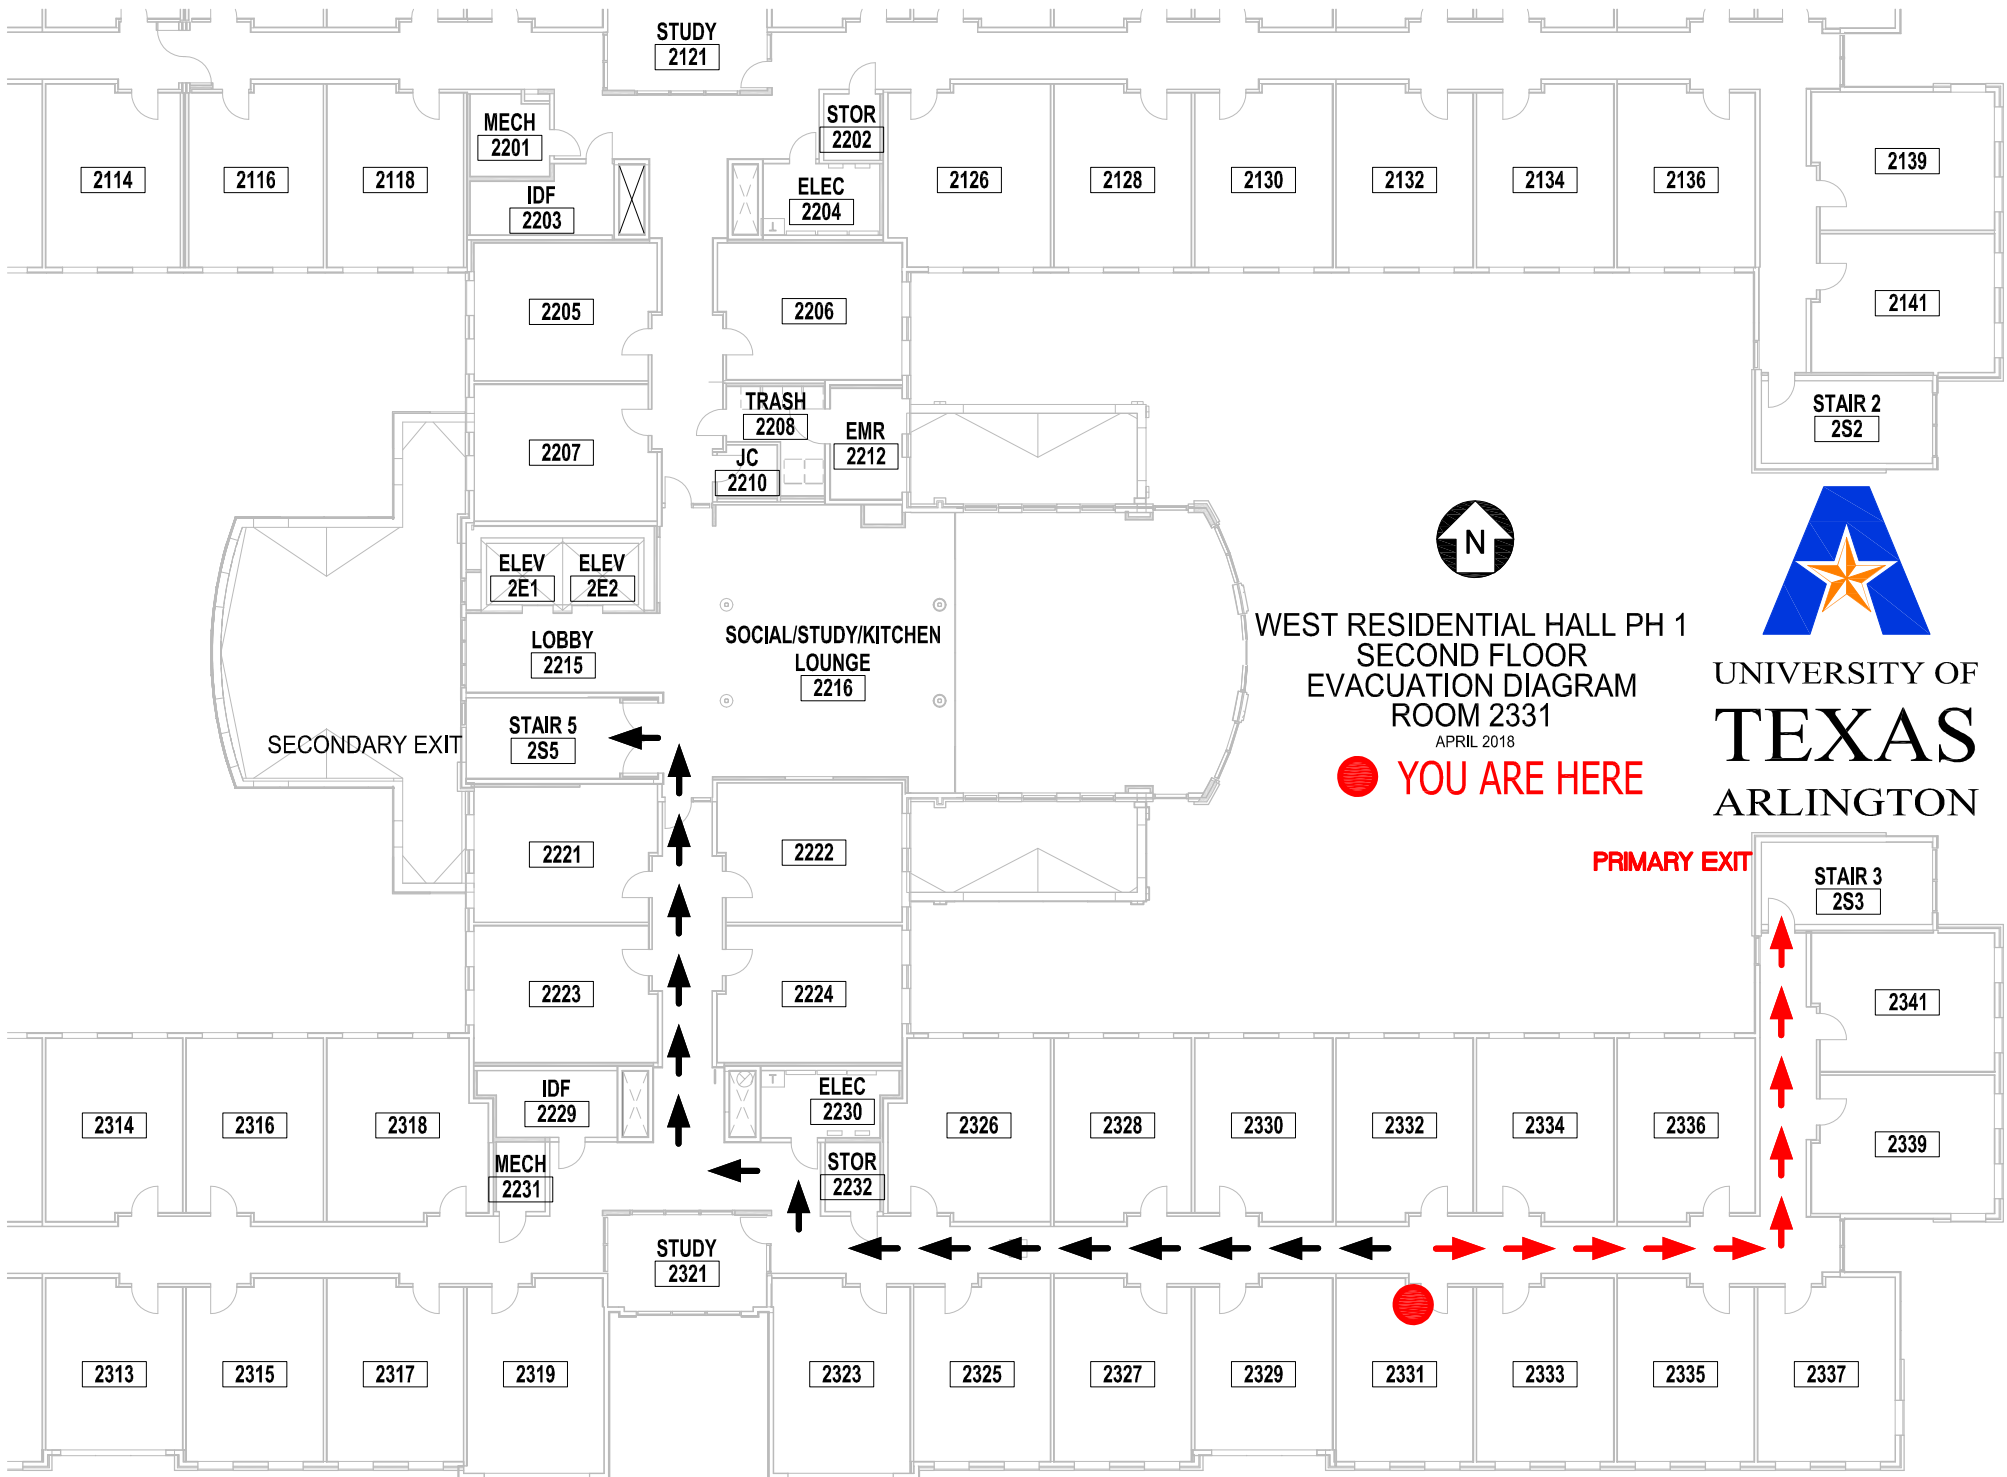 STUDY
2121
MECH
2201
STOR
2202
2114
2116
2118
IDF
2203
ELEC
2204
T
2126
2128
2130
2132
2134
2136
2139
2141
2205
2206
2207
TRASH
2208
JC
2210
EMR
2212
STAIR 2
2S2
ELEV
2E1
ELEV
2E2
LOBBY
2215
SOCIAL/STUDY/KITCHEN
LOUNGE
2216
N
WEST RESIDENTIAL HALL PH 1
SECOND FLOOR
EVACUATION DIAGRAM
ROOM 2331
APRIL 2018
YOU ARE HERE
UNIVERSITY OF
TEXAS
ARLINGTON
SECONDARY EXIT
STAIR 5
2S5
PRIMARY EXIT
STAIR 3
2S3
2221
2222
2223
2224
2341
2339
IDF
2229
T
ELEC
2230
MECH
2231
STOR
2232
2314
2316
2318
2326
2328
2330
2332
2334
2336
STUDY
2321
2313
2315
2317
2319
2323
2325
2327
2329
2331
2333
2335
2337